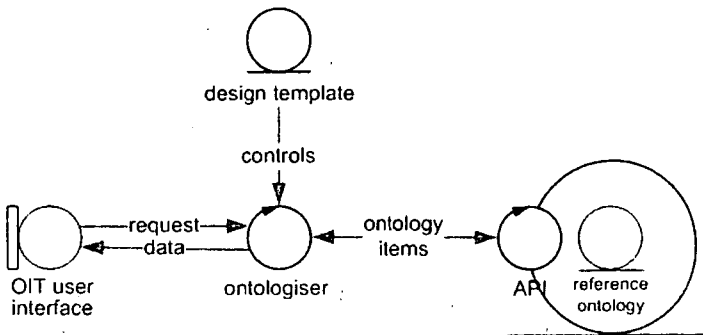 design template
controls
request
data
ontology
items
OIT user
interface
ontologiser
API
reference
ontology